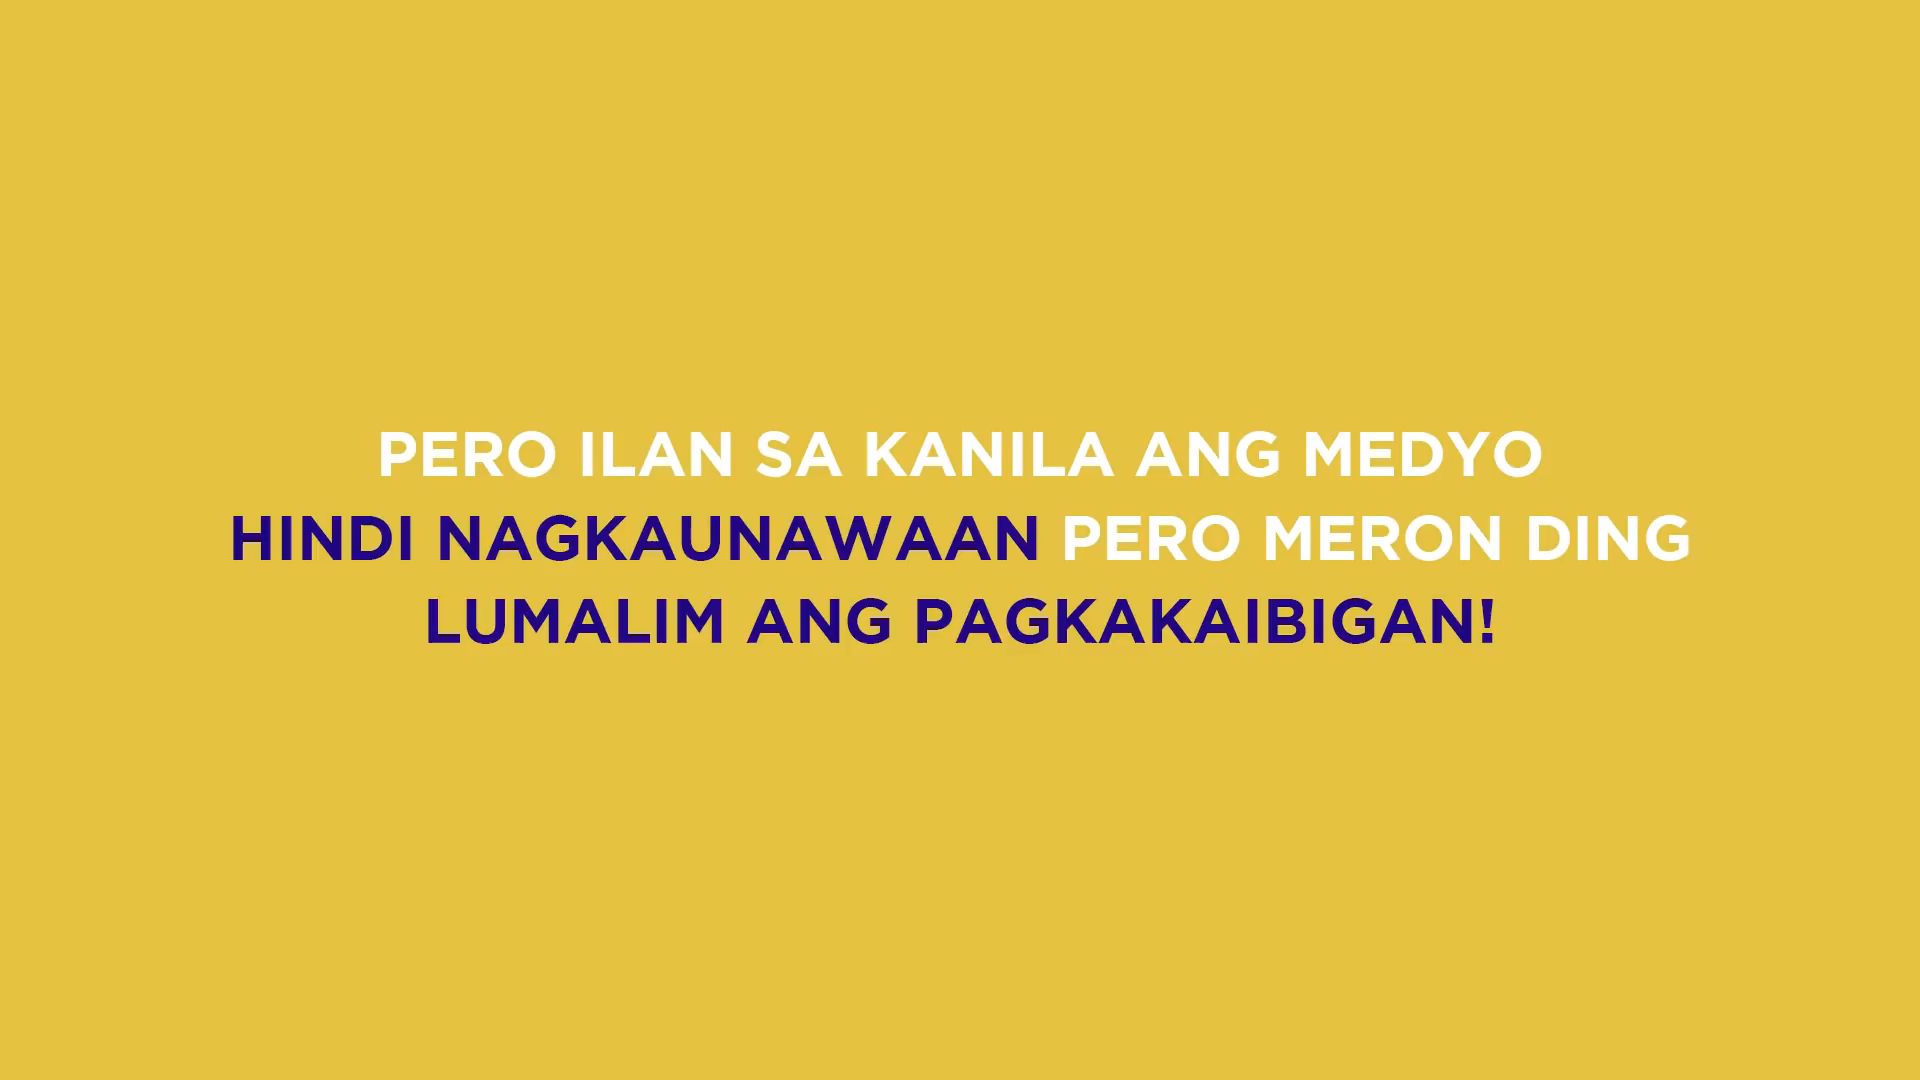 PERO ILAN SA KANILA ANG MEDYO
HINDI NAGKAUNAWAAN PERO MERON DING
LUMALIM ANG PAGKAKAIBIGAN!